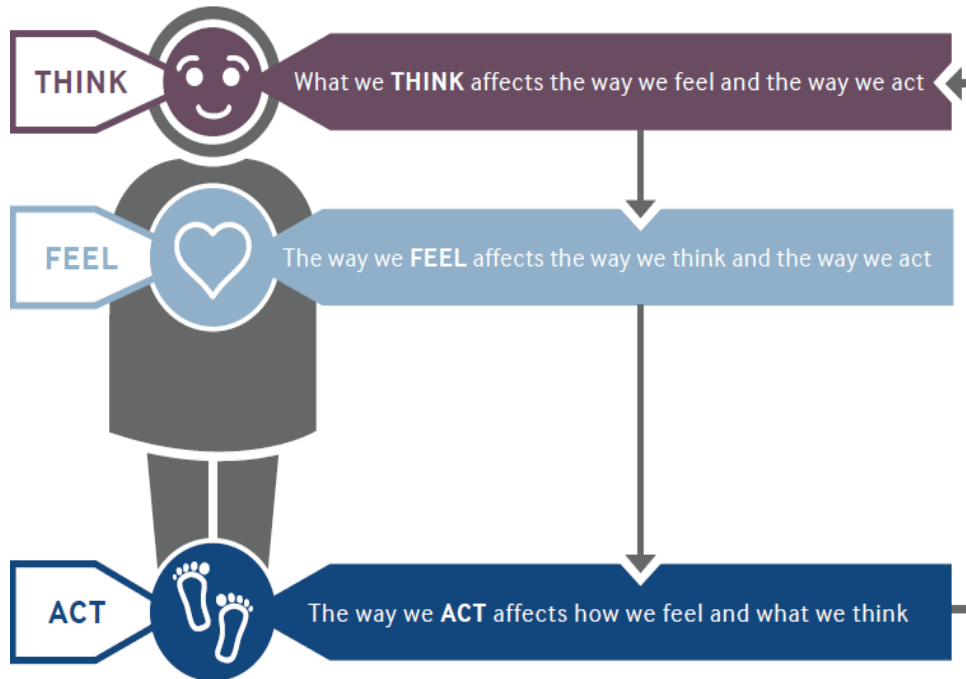 THINK
What we THINK affects the way we feel and the way we act
FEEL
The way we FEEL affects the way we think and the way we act
ACT
The way we ACT affects how we feel and what we think